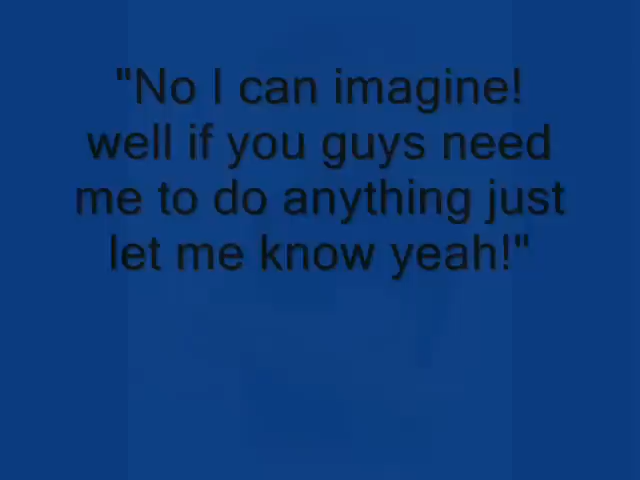 "No I can imagine!
well if you guys need
me to do anything just
let me know yeah!"